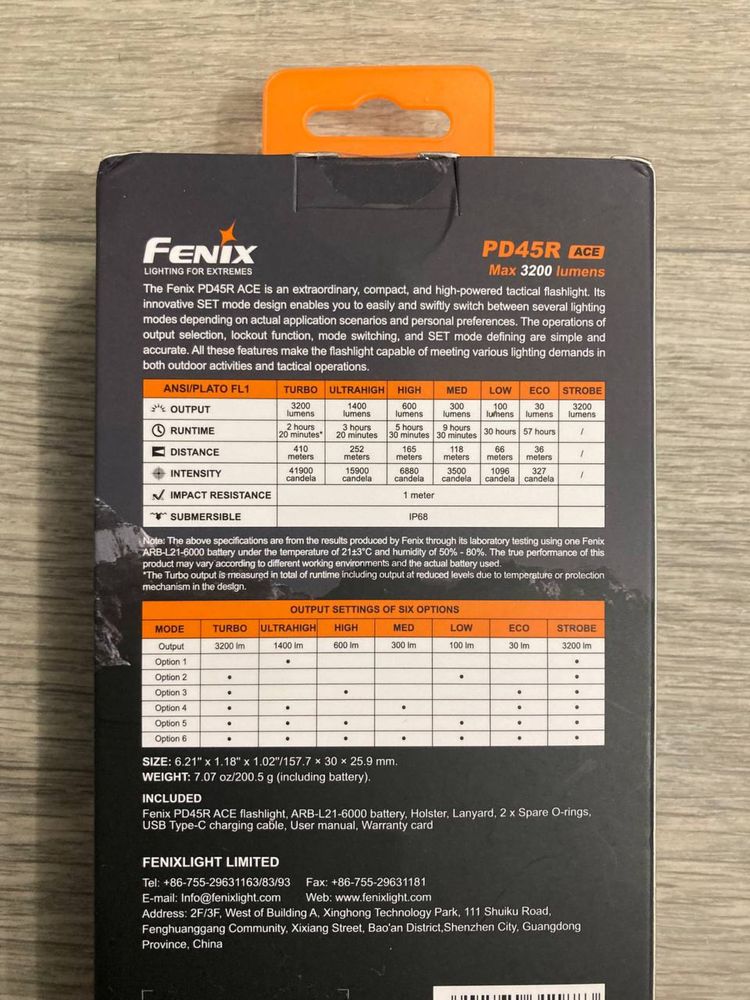 FENIX
LIGHTING FOR EXTREMES
PD45R ACE
Max 3200 lumens
The Fenix PD45R ACE is an extraordinary, compact, and high-powered tactical flashlight. Its
innovative SET mode design enables you to easily and swiftly switch between several lighting
modes depending on actual application scenarios and personal preferences. The operations of
output selection, lockout function, mode switching, and SET mode defining are simple and
accurate. All these features make the flashlight capable of meeting various lighting demands in
both outdoor activities and tactical operations.
ANSI/PLATO FL1 TURBO ULTRAHIGH HIGH MED LOW ECO STROBE
OUTPUT 3200 lumens 1400 lumens 600 lumens 300 lumens 100 lumens 30 lumens 3200 lumens
RUNTIME 2 hours 20 minutes* 3 hours 20 minutes 5 hours 30 minutes 9 hours 30 minutes 30 hours 57 hours /
DISTANCE 410 meters 252 meters 165 meters 118 meters 66 meters 36 meters /
INTENSITY 41900 candela 15900 candela 6880 candela 3500 candela 1096 candela 327 candela /
IMPACT RESISTANCE 1 meter
SUBMERSIBLE IP68
Note: The above specifications are from the results produced by Fenix through its laboratory testing using one Fenix
ARB-L21-6000 battery under the temperature of 21±3°C and humidity of 50% - 80%. The true performance of this
product may vary according to different working environments and the actual battery used.
*The Turbo output is measured in total of runtime including output at reduced levels due to temperature or protection
mechanism in the design.
OUTPUT SETTINGS OF SIX OPTIONS
MODE TURBO ULTRAHIGH HIGH MED LOW ECO STROBE
Output 3200 lm 1400 lm 600 lm 300 lm 100 lm 30 lm 3200 lm
Option 1 • •
Option 2 • • •
Option 3 • • • •
Option 4 • • • • •
Option 5 • • • • • •
Option 6 • • • • • • •
SIZE: 6.21" x 1.18" x 1.02"/157.7 × 30 × 25.9 mm.
WEIGHT: 7.07 oz/200.5 g (including battery).
INCLUDED
Fenix PD45R ACE flashlight, ARB-L21-6000 battery, Holster, Lanyard, 2 x Spare O-rings,
USB Type-C charging cable, User manual, Warranty card
FENIXLIGHT LIMITED
Tel: +86-755-29631163/83/93 Fax: +86-755-29631181
E-mail: Info@fenixlight.com Web: www.fenixlight.com
Address: 2F/3F, West of Building A, Xinghong Technology Park, 111 Shuiku Road,
Fenghuanggang Community, Xixiang Street, Bao'an District,Shenzhen City, Guangdong
Province, China